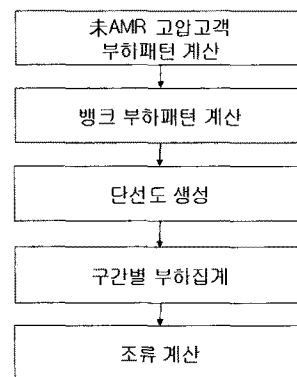 未AMR 고압고객
부하패턴 계산
뱅크 부하패턴 계산
단선도 생성
구간별 부하집계
조류 계산